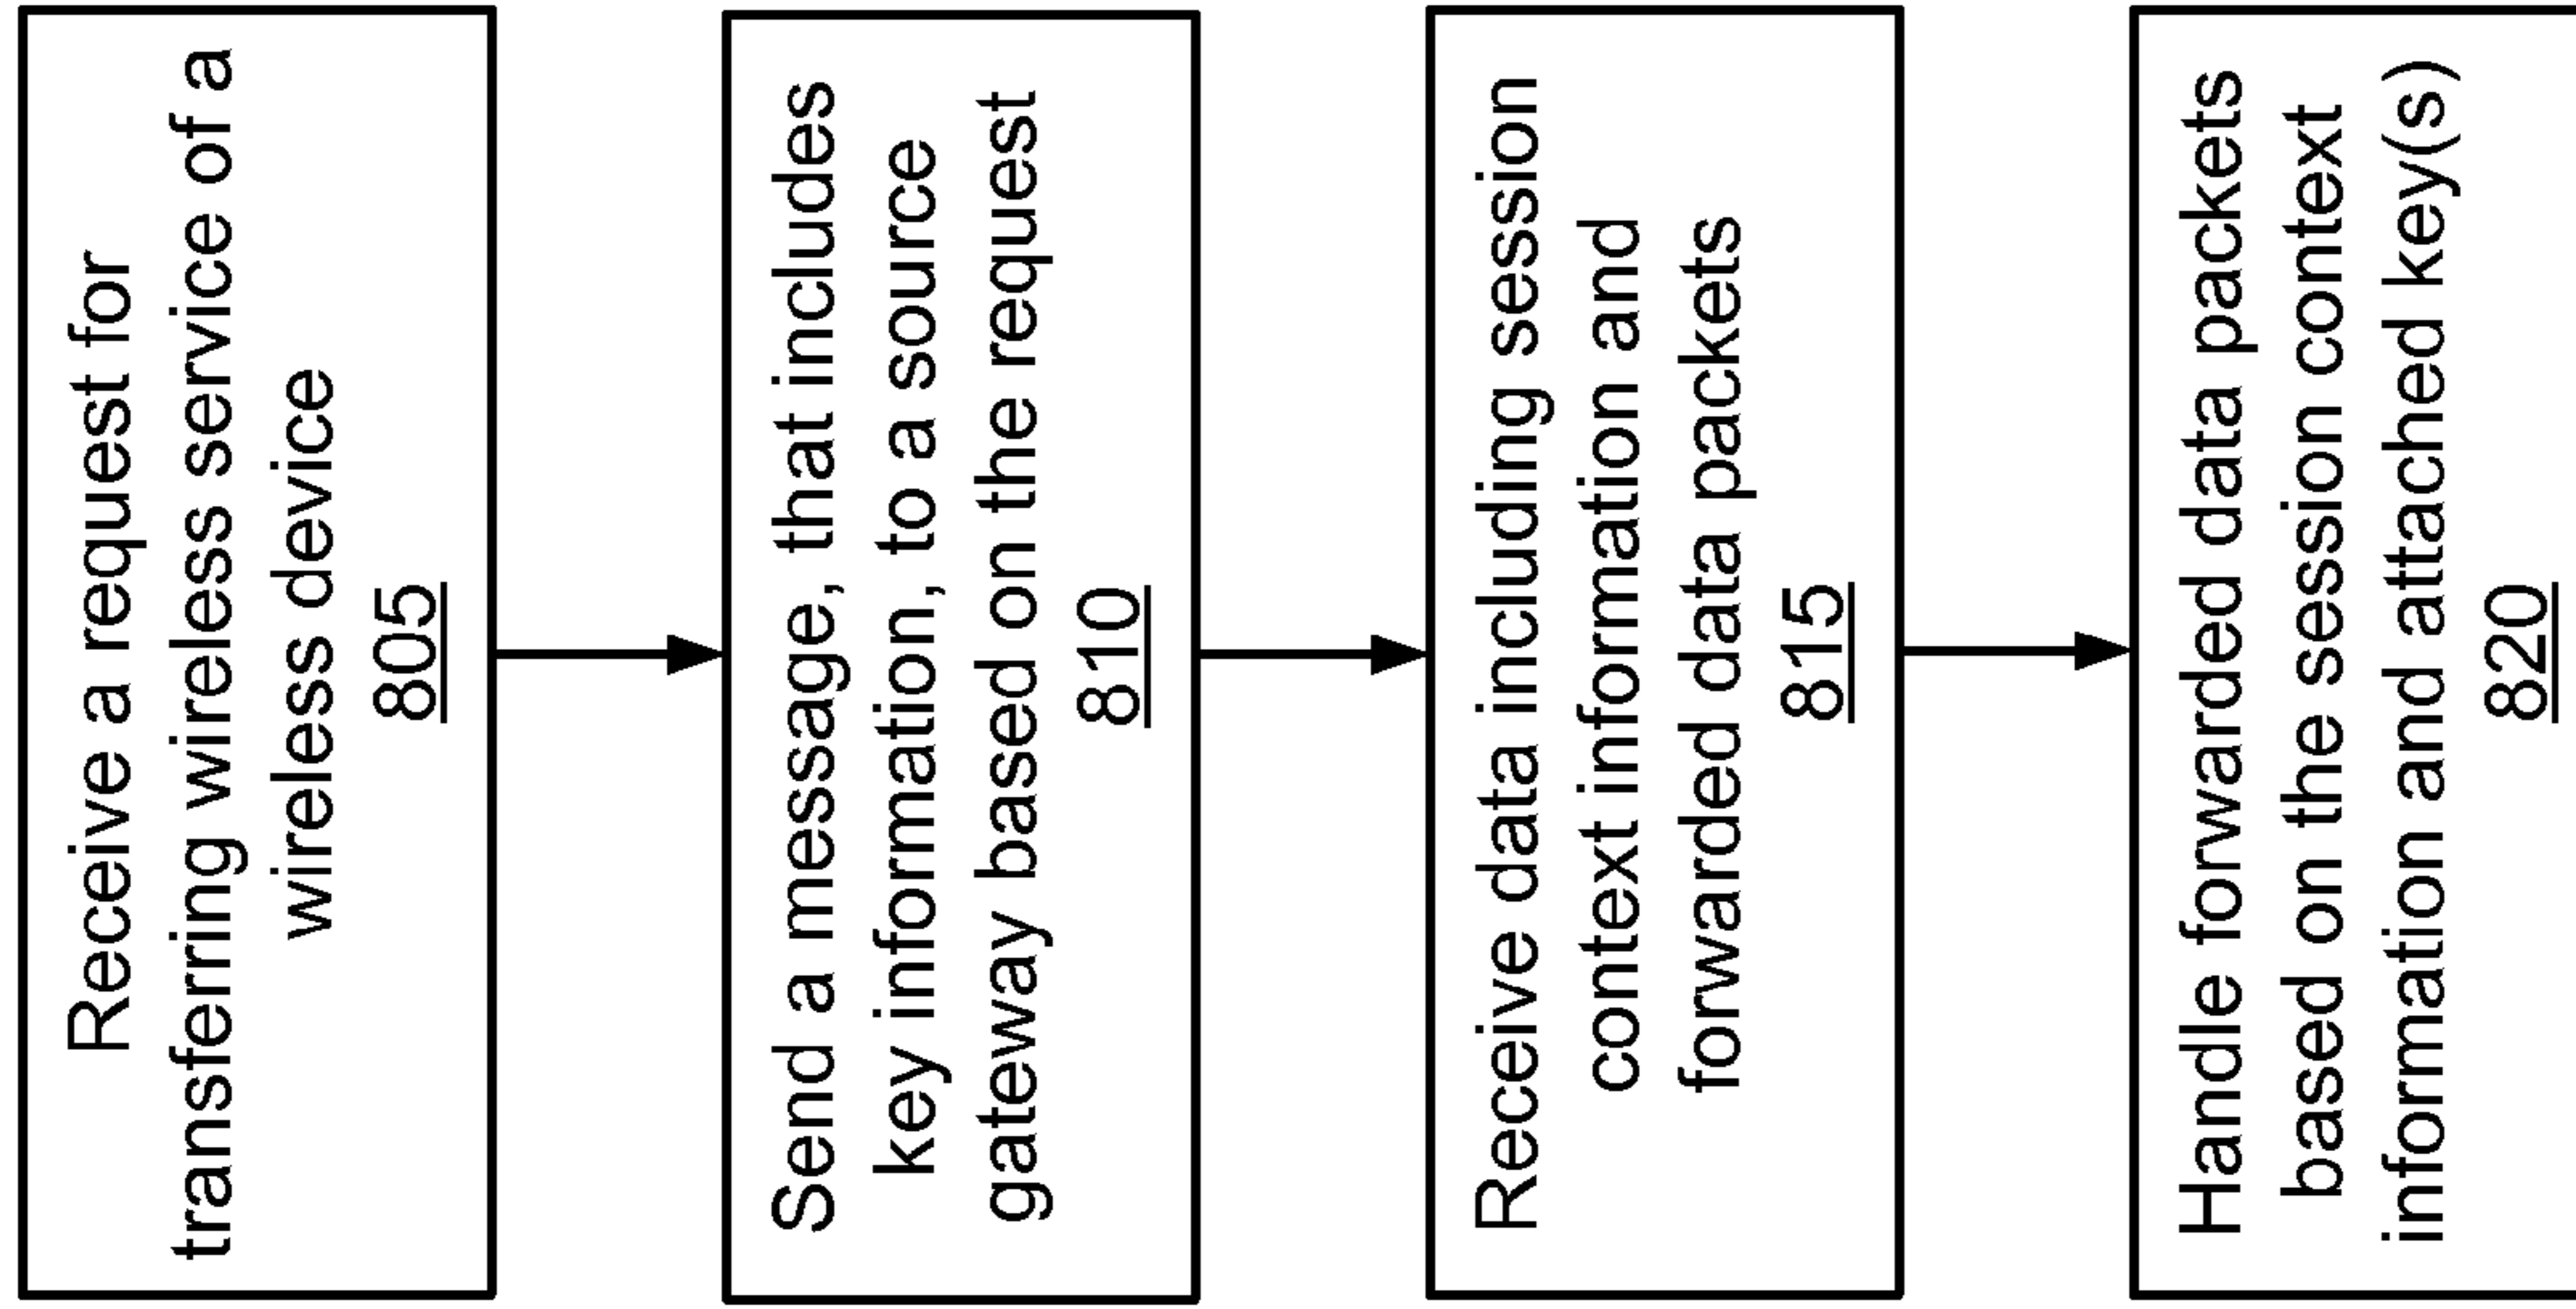 Receive a request for
transferring wireless service of a
wireless device
805
Send a message, that includes
key information, to a source
gateway based on the request
810
Receive data including session
context information and
forwarded data packets
815
Handle forwarded data packets
based on the session context
information and attached key(s)
820